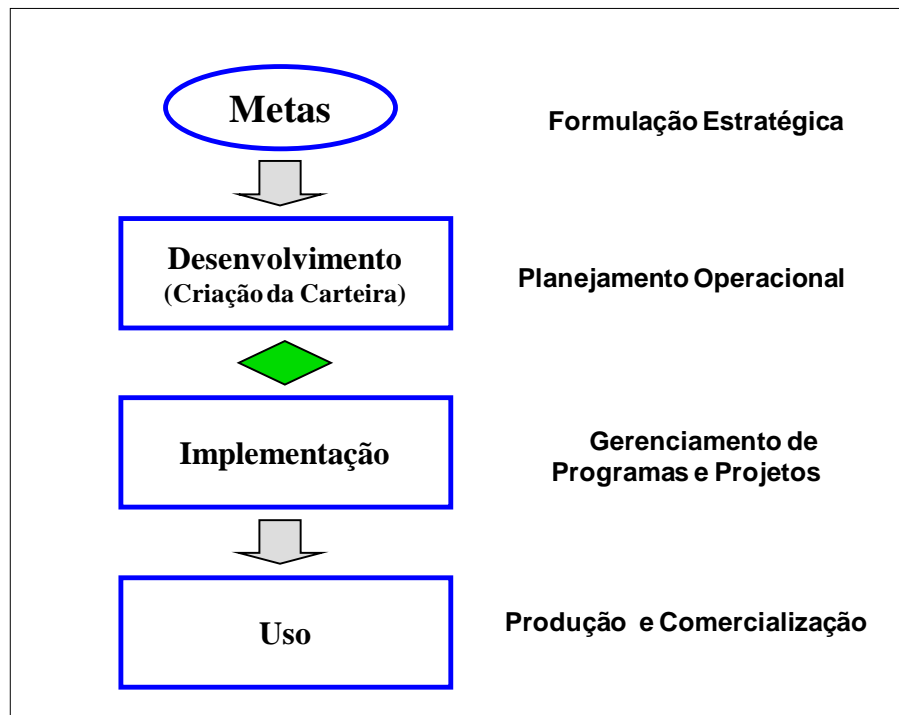 Metas
Formulação Estratégica
Desenvolvimento
(Criação da Carteira)
Planejamento Operacional
Implementação
Gerenciamento de
Programas e Projetos
Uso
Produção e Comercialização